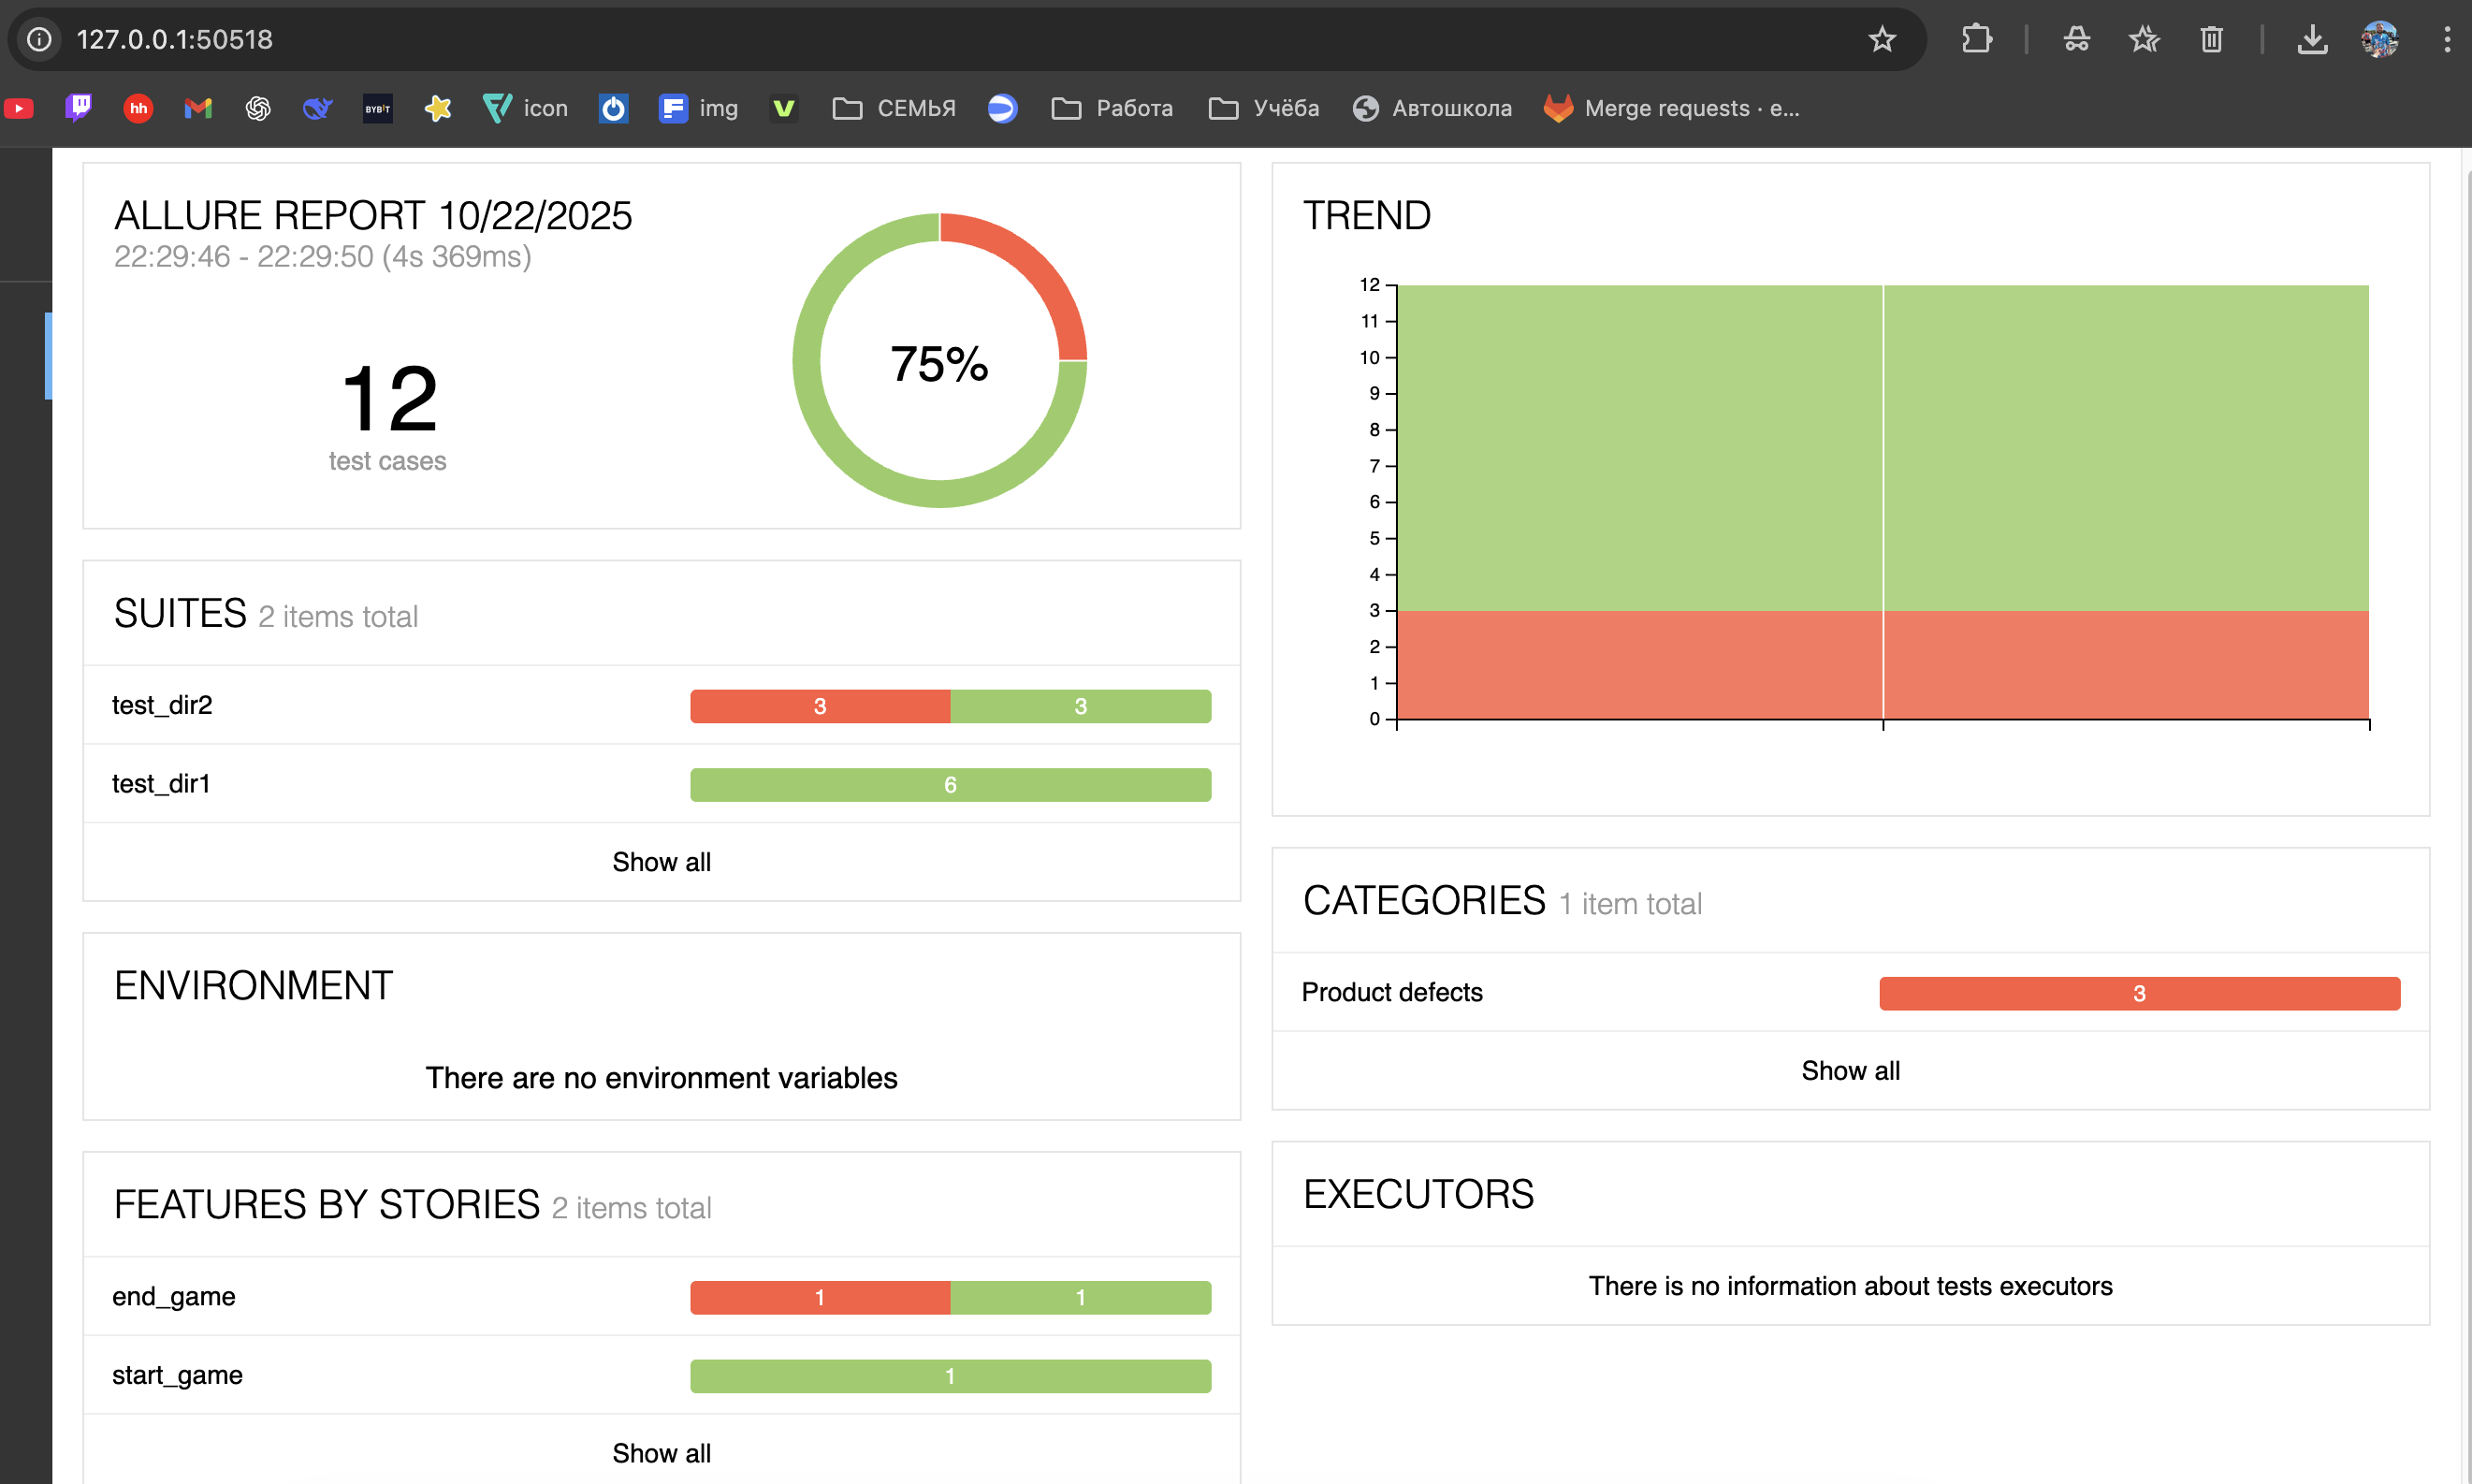 127.0.0.1:50518
hh
BYBIT
icon
img
СЕМЬЯ
Работа
Учёба
Автошкола
Merge requests · e...
ALLURE REPORT 10/22/2025
22:29:46 - 22:29:50 (4s 369ms)
12
test cases
75%
SUITES 2 items total
test_dir2
3
3
test_dir1
6
Show all
ENVIRONMENT
There are no environment variables
FEATURES BY STORIES 2 items total
end_game
1
1
start_game
1
Show all
TREND
12
11
10
9
8
7
6
5
4
3
2
1
0
CATEGORIES 1 item total
Product defects
3
Show all
EXECUTORS
There is no information about tests executors